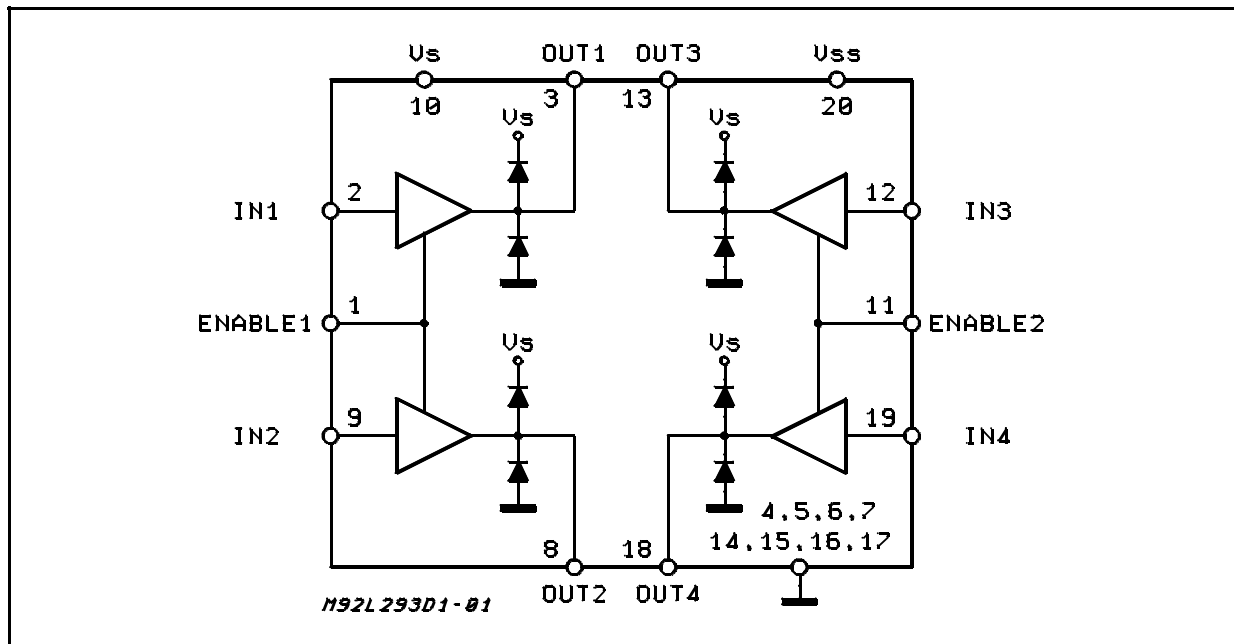 Vs OUT1 OUT3 Vss
10 3 13 20
Vs Vs
IN1 2 12 IN3
ENABLE1 1 11 ENABLE2
Vs Vs
IN2 9 19 IN4
4,5,6,7
8 18 14,15,16,17
OUT2 OUT4
M92L293D1-01